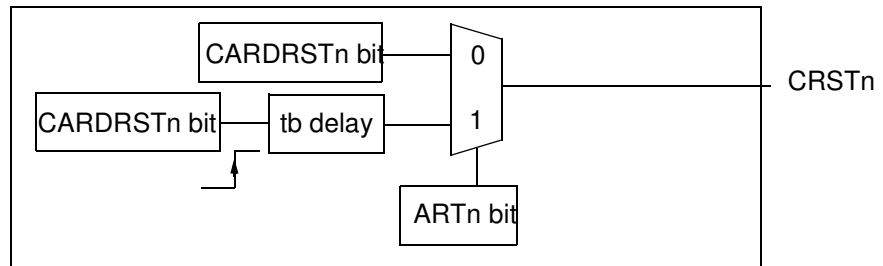 CARDRSTn bit
0
CRSTn
CARDRSTn bit
tb delay
1
ARTn bit